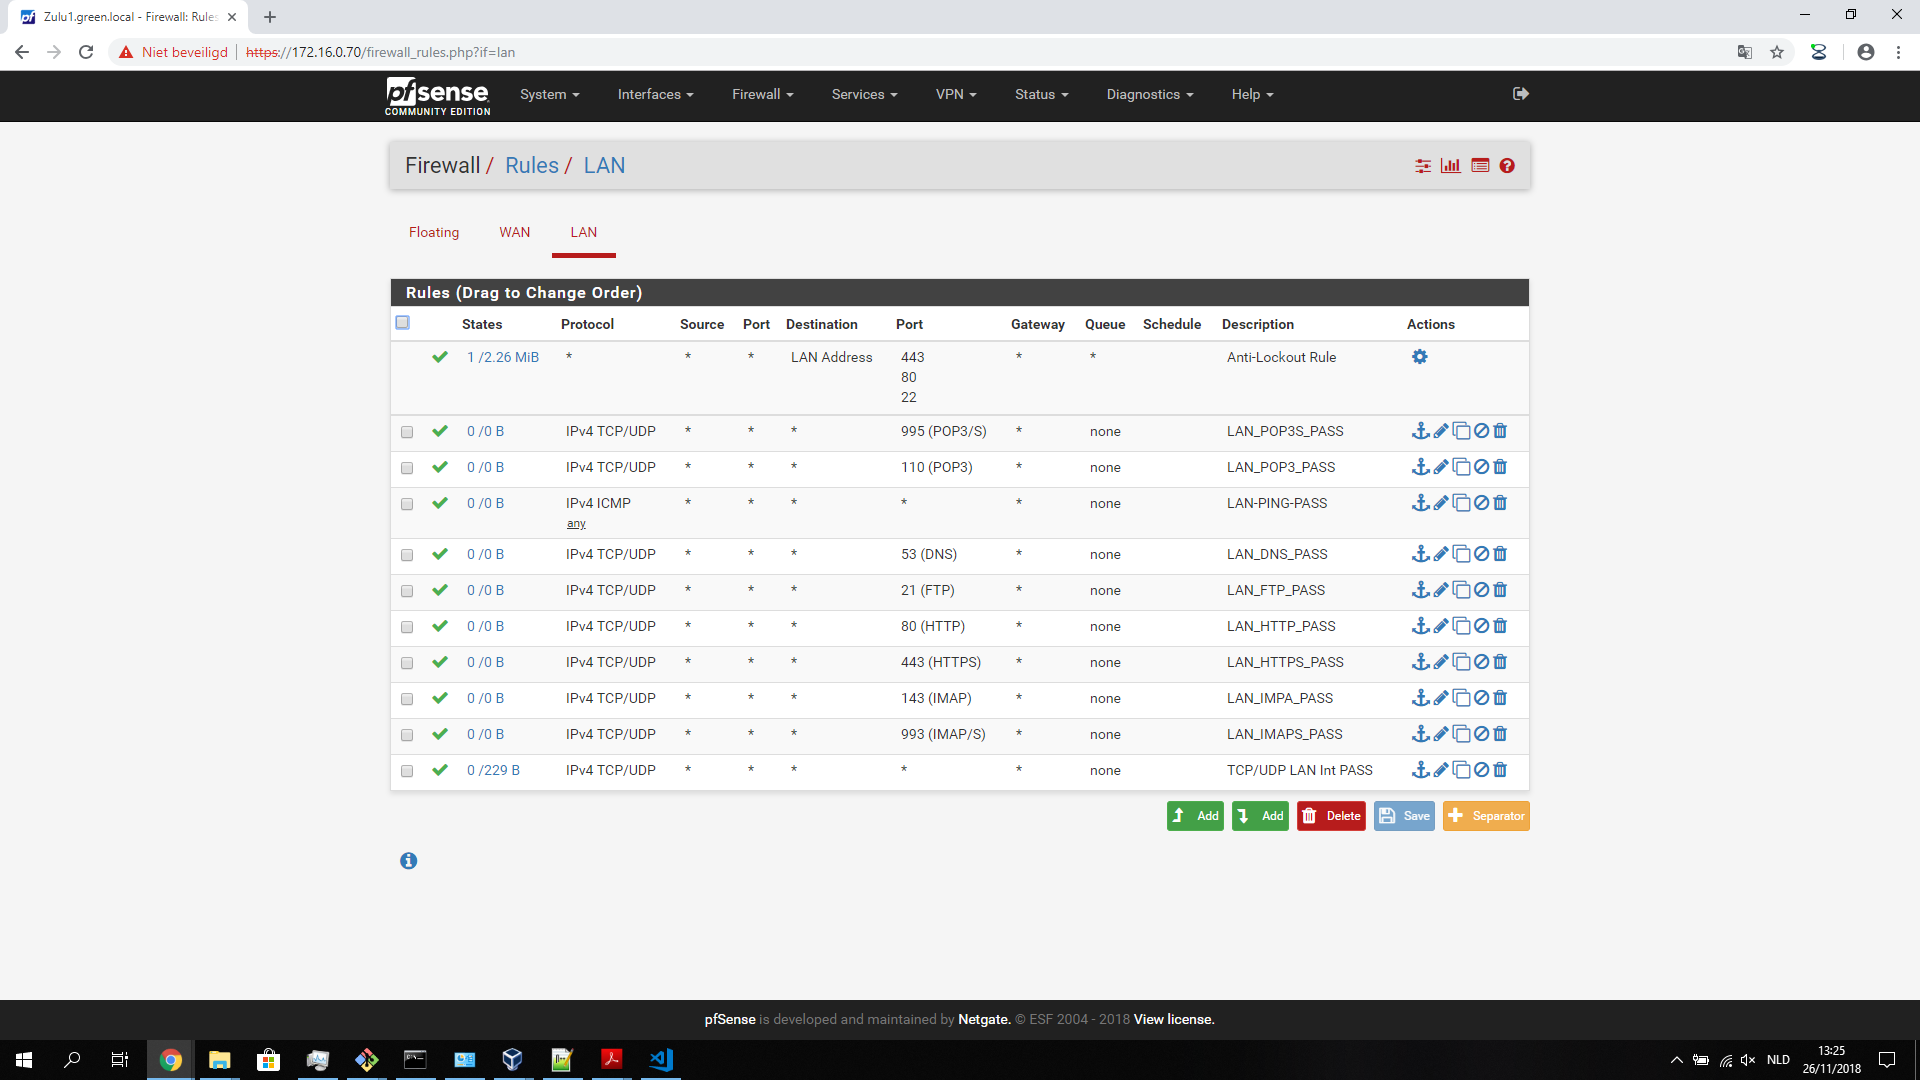 Zulu1.green.local - Firewall: Rules
Niet beveiligd https://172.16.0.70/firewall_rules.php?if=lan
pfsense
COMMUNITY EDITION
System Interfaces Firewall Services VPN Status Diagnostics Help
Firewall / Rules / LAN
Floating WAN LAN
Rules (Drag to Change Order)
States Protocol Source Port Destination Port Gateway Queue Schedule Description Actions
1 /2.26 MiB * * * LAN Address 443 * * Anti-Lockout Rule
80
22
0 /0 B IPv4 TCP/UDP * * * 995 (POP3/S) * none LAN_POP3S_PASS
0 /0 B IPv4 TCP/UDP * * * 110 (POP3) * none LAN_POP3_PASS
0 /0 B IPv4 ICMP * * * * * none LAN-PING-PASS
any
0 /0 B IPv4 TCP/UDP * * * 53 (DNS) * none LAN_DNS_PASS
0 /0 B IPv4 TCP/UDP * * * 21 (FTP) * none LAN_FTP_PASS
0 /0 B IPv4 TCP/UDP * * * 80 (HTTP) * none LAN_HTTP_PASS
0 /0 B IPv4 TCP/UDP * * * 443 (HTTPS) * none LAN_HTTPS_PASS
0 /0 B IPv4 TCP/UDP * * * 143 (IMAP) * none LAN_IMPA_PASS
0 /0 B IPv4 TCP/UDP * * * 993 (IMAP/S) * none LAN_IMAPS_PASS
0 /229 B IPv4 TCP/UDP * * * * * none TCP/UDP LAN Int PASS
Add Add Delete Save Separator
pfSense is developed and maintained by Netgate. © ESF 2004 - 2018 View license.
NLD
13:25
26/11/2018